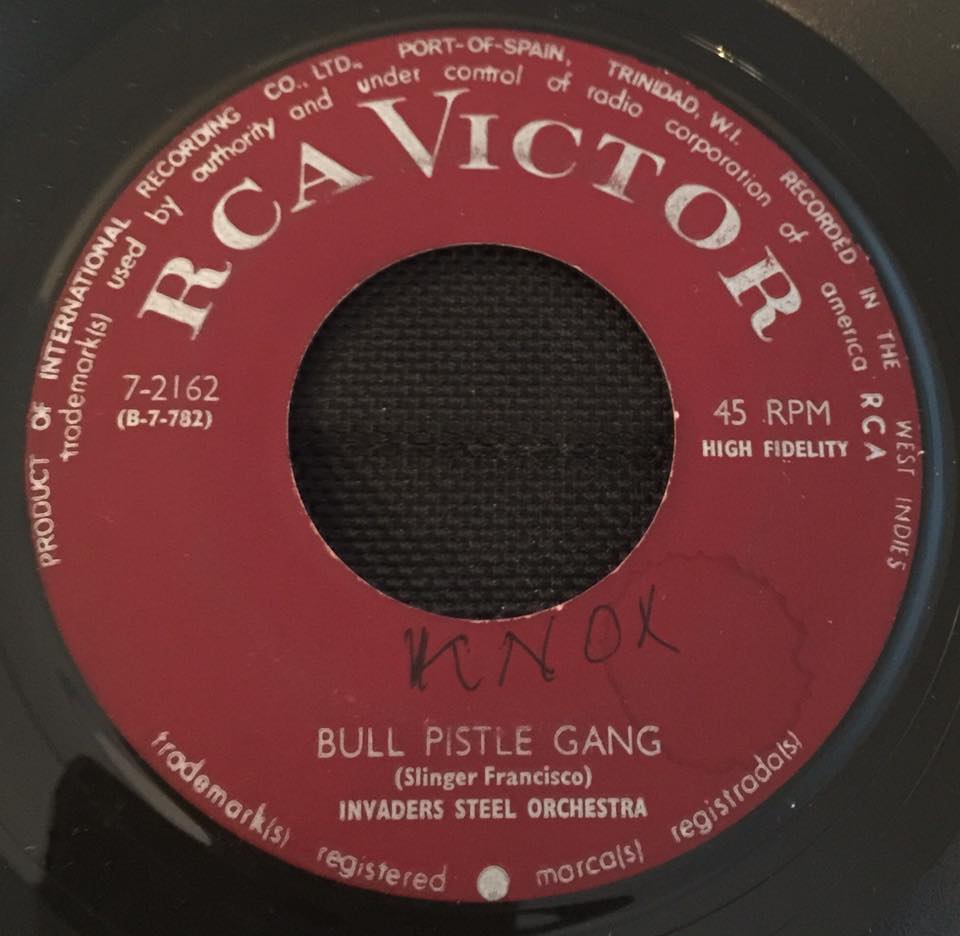 PRODUCT OF INTERNATIONAL RECORDING CO., LTD. PORT-OF-SPAIN, TRINIDAD, W.I. RECORDED IN THE WEST INDIES
trademark(s) used by authority and under control of radio corporation of america RCA
RCA VICTOR
7-2162
(B-7-782)
45 RPM
HIGH FIDELITY
KNOX
BULL PISTLE GANG
(Slinger Francisco)
INVADERS STEEL ORCHESTRA
trademark(s) registered marca(s) registrada(s)